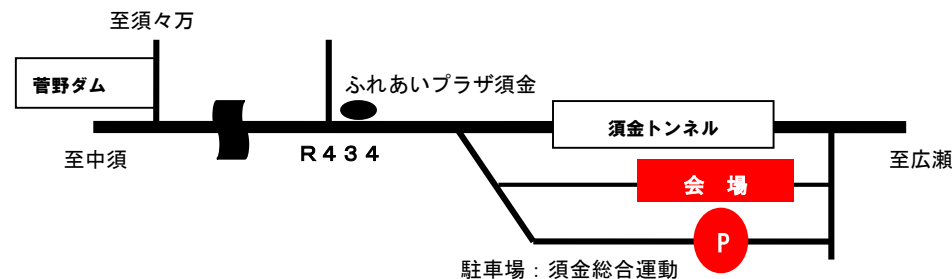 至須々万
菅野ダム
ふれあいプラザ須金
須金トンネル
至中須
R434
至広瀬
会 場
P
駐車場：須金総合運動